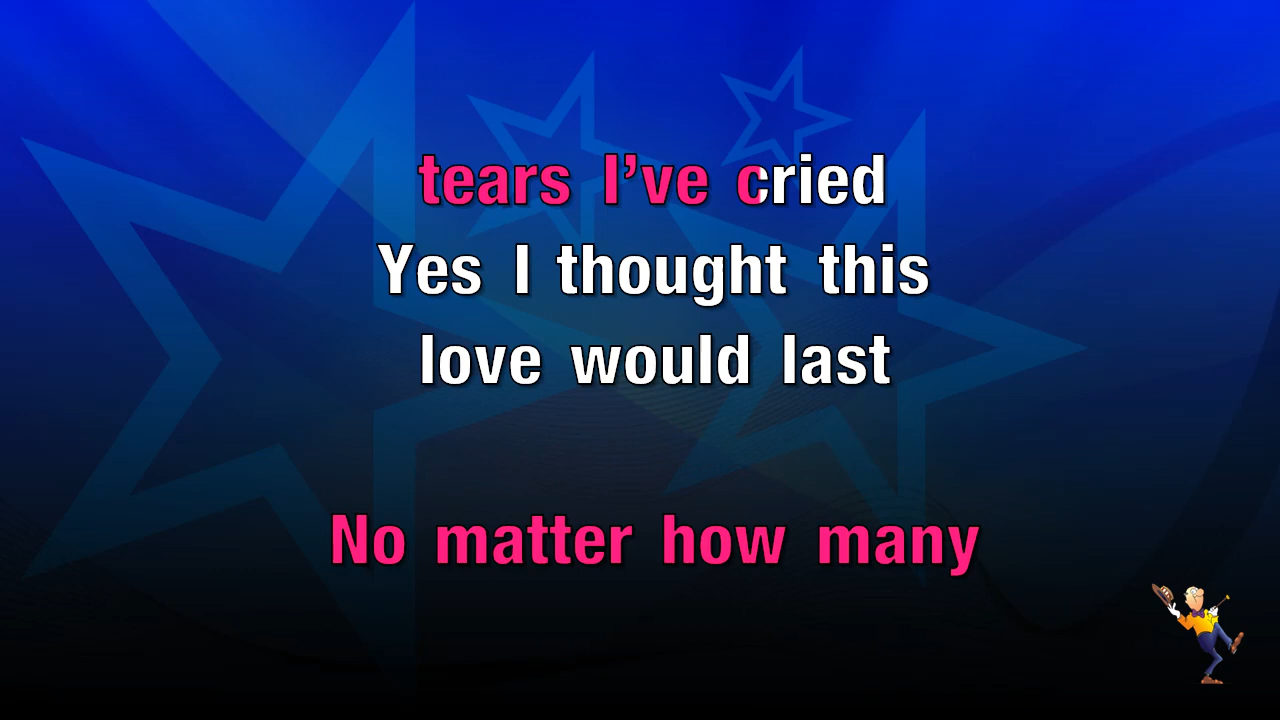 tears I've cried
Yes I thought this
love would last
No matter how many